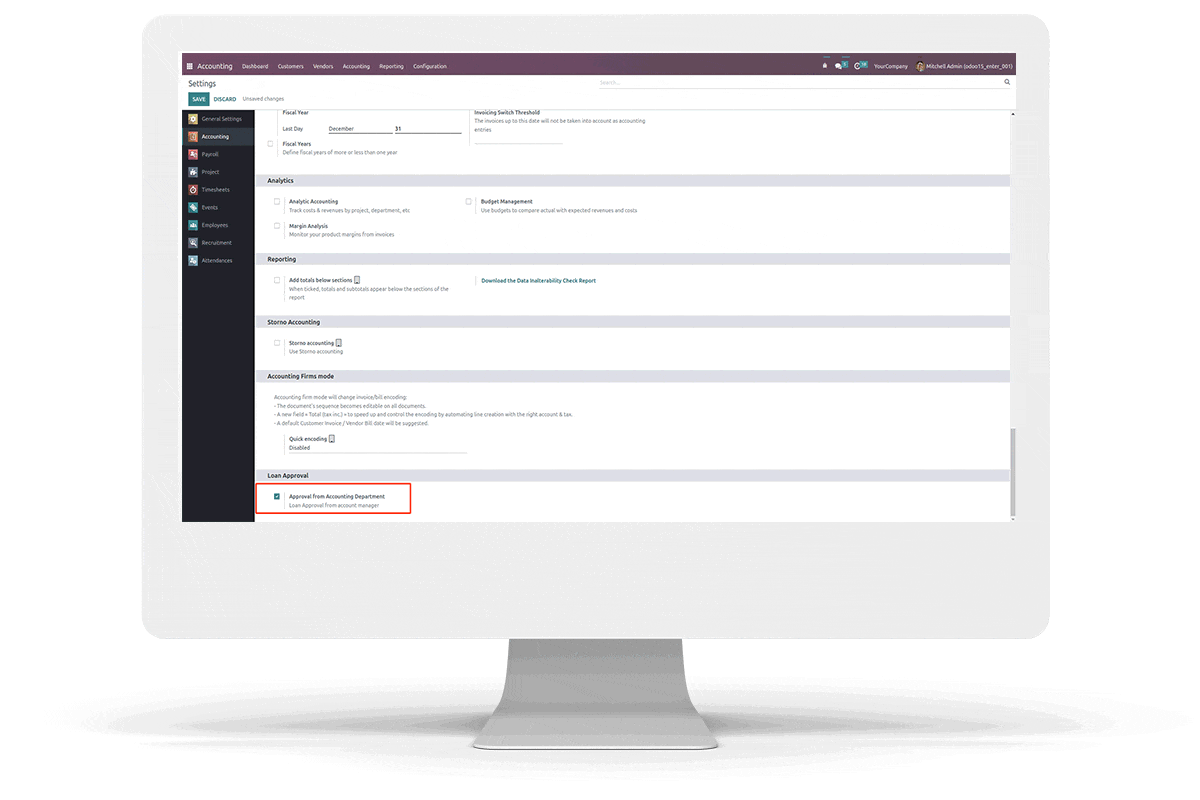 Accounting Dashboard Customers Vendors Accounting Reporting Configuration YourCompany Mitchell Admin (odoo15_enter_001)
Settings
Search...
SAVE DISCARD Unsaved changes
General Settings
Accounting
Payroll
Project
Timesheets
Events
Employees
Recruitment
Attendances
Fiscal Year
Last Day December 31
Fiscal Years
Define fiscal years of more or less than one year
Invoicing Switch Threshold
The invoices up to this date will not be taken into account as accounting
entries
Analytics
Analytic Accounting
Track costs & revenues by project, department, etc
Budget Management
Use budgets to compare actual with expected revenues and costs
Margin Analysis
Monitor your product margins from invoices
Reporting
Add totals below sections
When ticked, totals and subtotals appear below the sections of the
report
Download the Data Inalterability Check Report
Storno Accounting
Storno accounting
Use Storno accounting
Accounting Firms mode
Accounting firm mode will change invoice/bill encoding:
- The document's sequence becomes editable on all documents.
- A new field « Total (tax inc.) » to speed up and control the encoding by automating line creation with the right account & tax.
- A default Customer Invoice / Vendor Bill date will be suggested.
Quick encoding
Disabled
Loan Approval
Approval from Accounting Department
Loan Approval from account manager